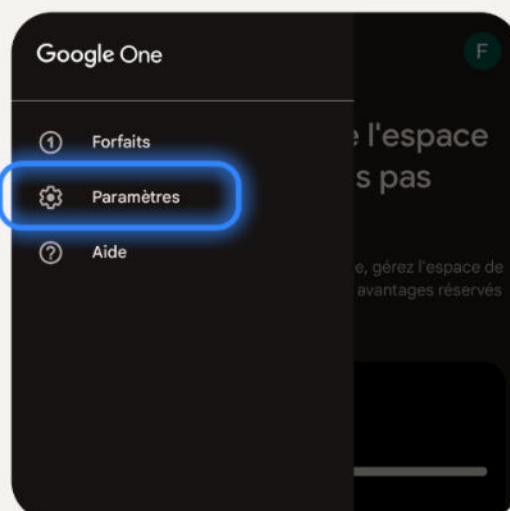 Google One
F
Forfaits
l'espace
s pas
Paramètres
Aide
e, gérez l'espace de
avantages réservés